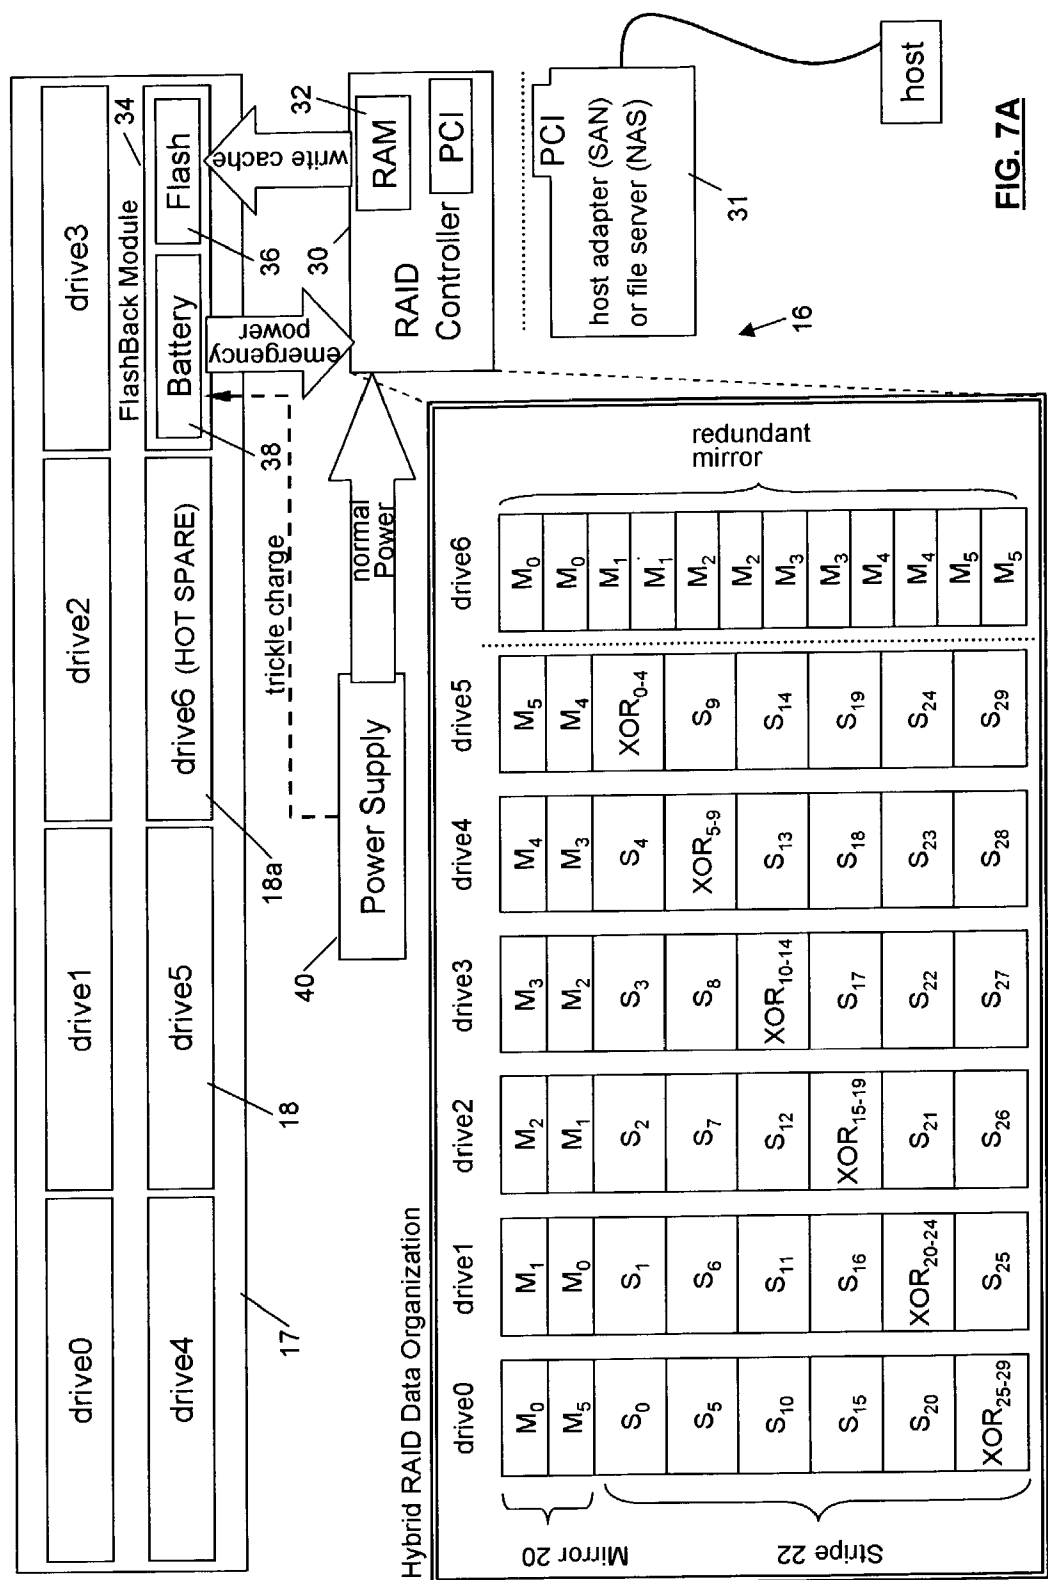 drive0
drive1
drive2
drive3
34
FlashBack Module
drive4
drive5
drive6 (HOT SPARE)
Battery
Flash
17
18
18a
38
36
trickle charge
emergency
power
write cache
40
Power Supply
normal
Power
30
32
RAID
Controller
RAM
PCI
PCI
host adapter (SAN)
or file server (NAS)
31
host
16
Hybrid RAID Data Organization
drive0
drive1
drive2
drive3
drive4
drive5
drive6
Mirror 20
M0 M1 M2 M3 M4 M5
M5 M0 M1 M2 M3 M4
Stripe 22
S0 S1 S2 S3 S4 XOR0-4
S5 S6 S7 S8 XOR5-9 S9
S10 S11 S12 XOR10-14 S13 S14
S15 S16 XOR15-19 S17 S18 S19
S20 XOR20-24 S21 S22 S23 S24
XOR25-29 S25 S26 S27 S28 S29
M0
M0
M1
M1
M2
M2
M3
M3
M4
M4
M5
M5
redundant
mirror
FIG. 7A